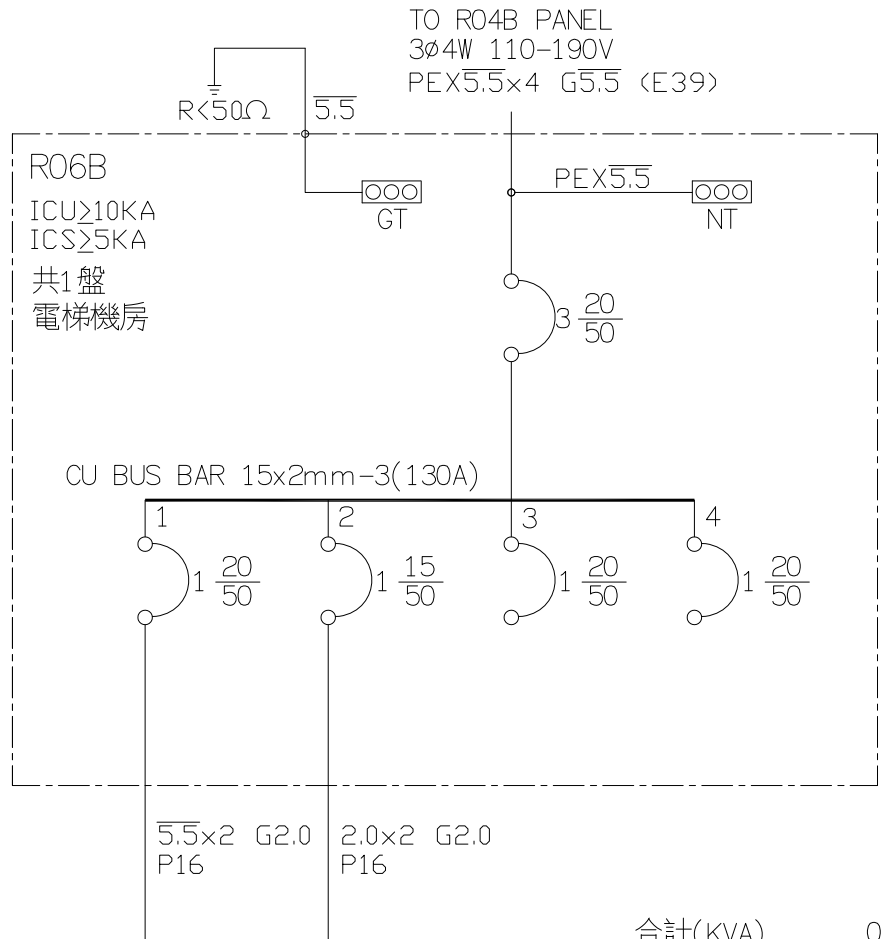 TO R04B PANEL
3ø4W 110-190V
PEX5.5x4 G5.5 (E39)
R<50Ω
5.5
R06B
ICU≥10KA
ICS≥5KA
共1盤
電梯機房
GT
PEX5.5
NT
3 20/50
CU BUS BAR 15x2mm-3(130A)
1
2
3
4
1 20/50
1 15/50
1 20/50
1 20/50
5.5x2 G2.0
P16
2.0x2 G2.0
P16
合計(KVA)